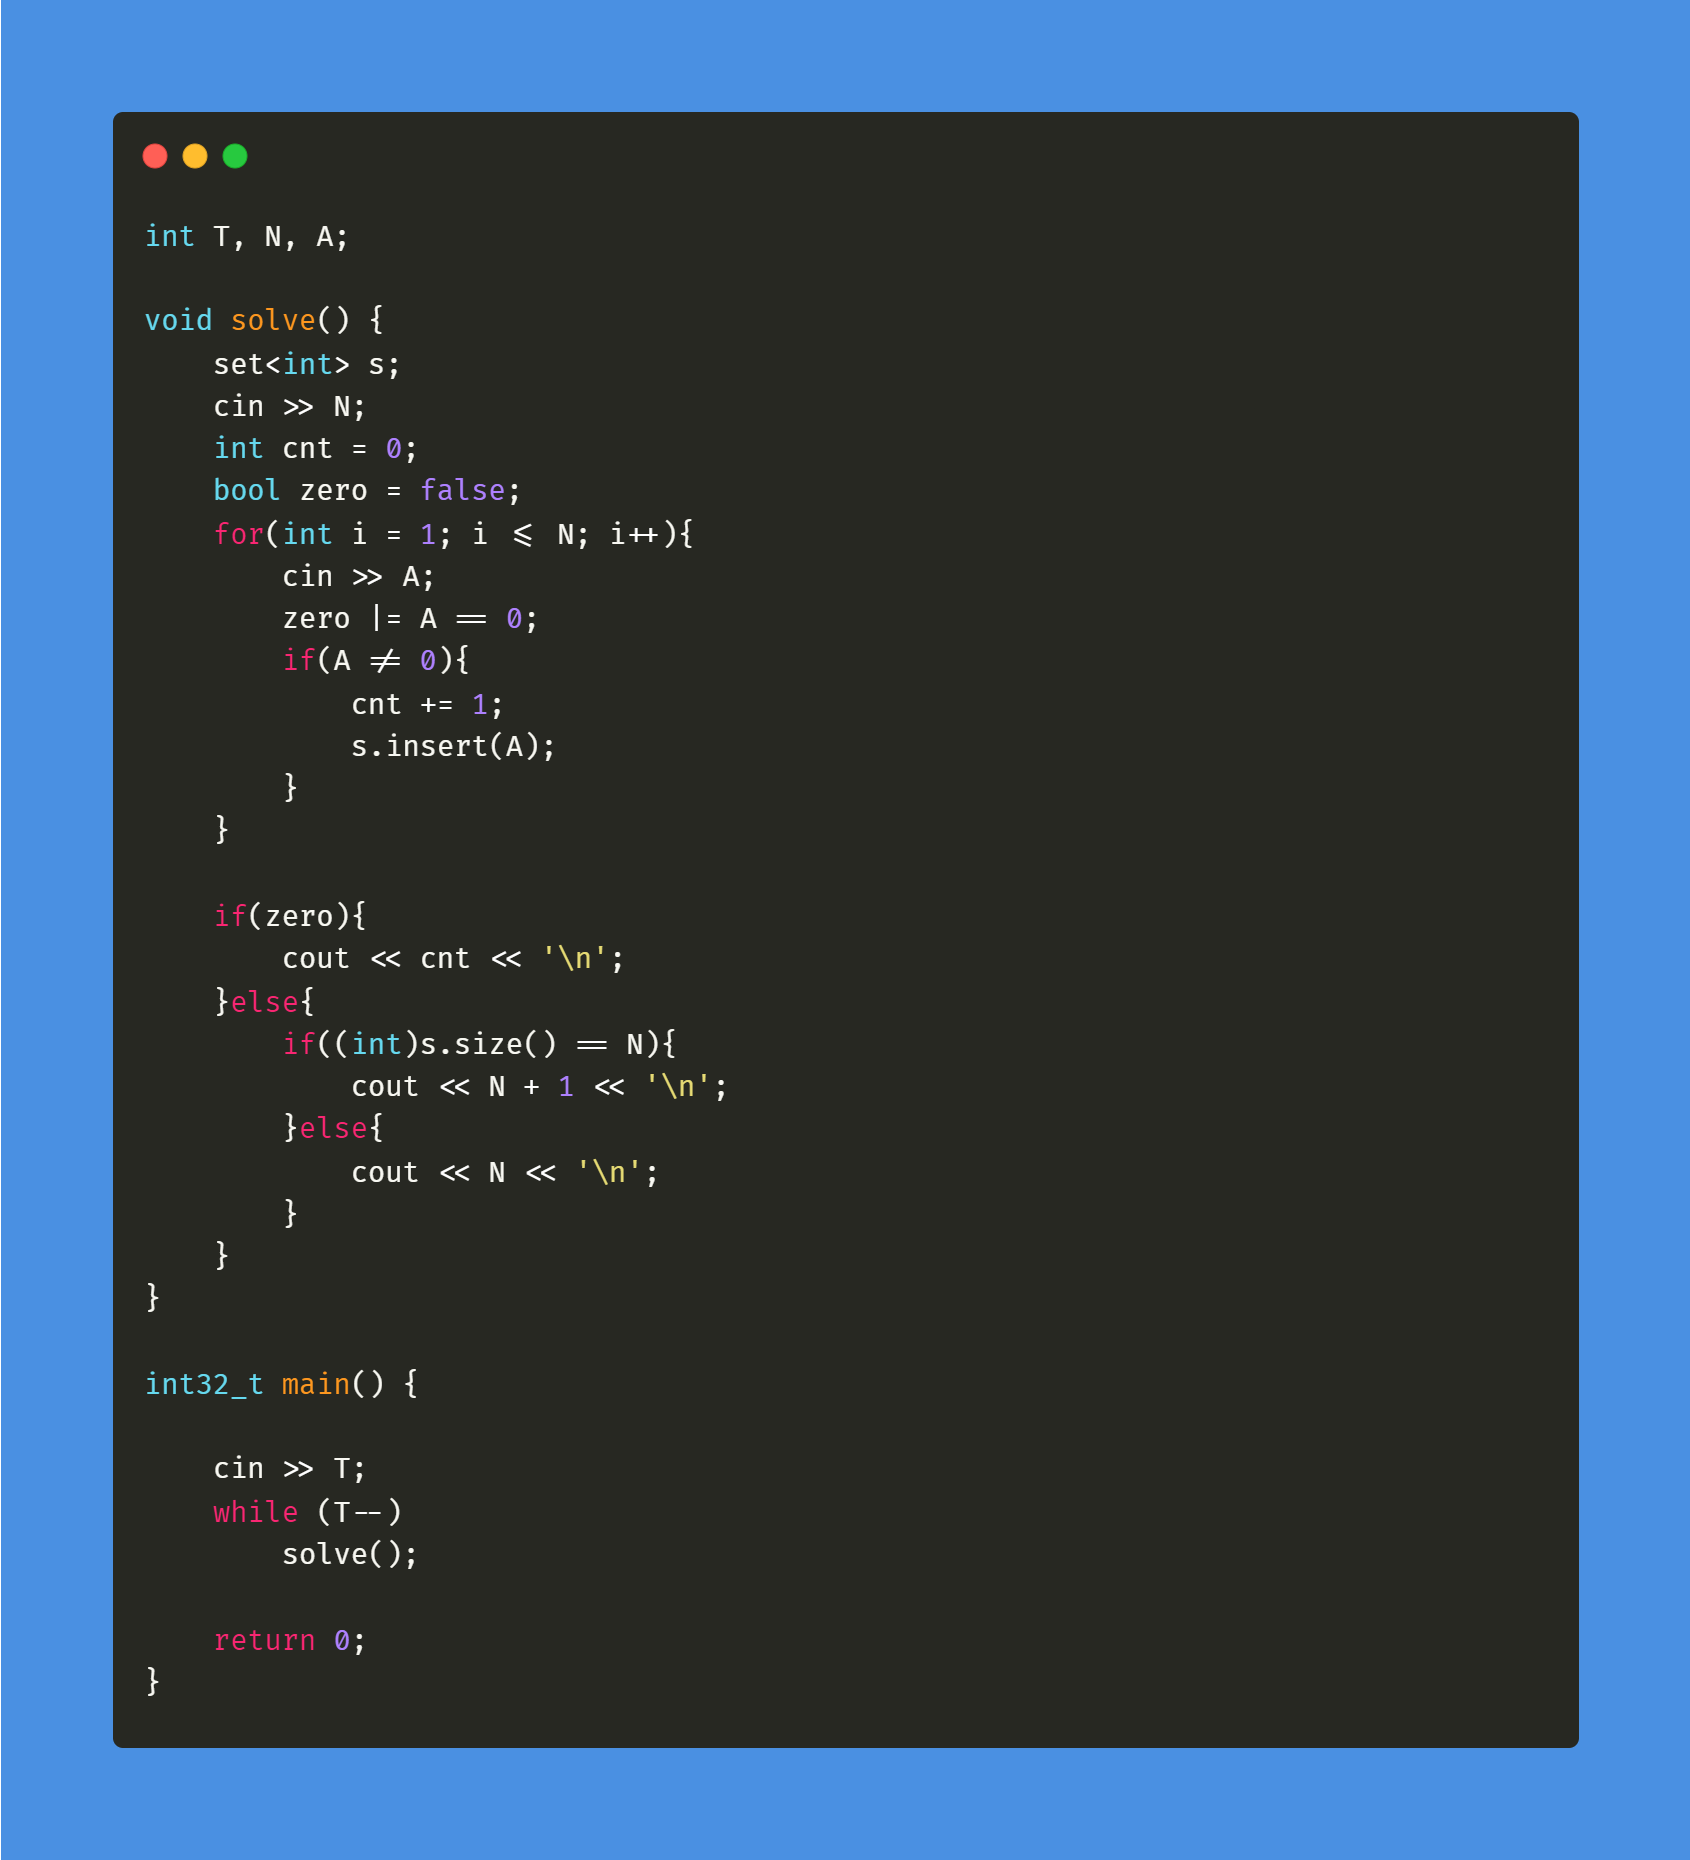 int T, N, A;

void solve() {
    set<int> s;
    cin >> N;
    int cnt = 0;
    bool zero = false;
    for(int i = 1; i <= N; i++){
        cin >> A;
        zero |= A == 0;
        if(A != 0){
            cnt += 1;
            s.insert(A);
        }
    }

    if(zero){
        cout << cnt << '\n';
    }else{
        if((int)s.size() == N){
            cout << N + 1 << '\n';
        }else{
            cout << N << '\n';
        }
    }
}

int32_t main() {

    cin >> T;
    while (T--)
        solve();

    return 0;
}